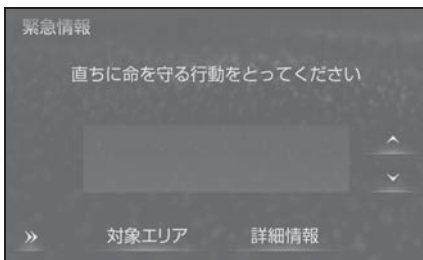 緊急情報
直ちに命を守る行動をとってください
対象エリア
詳細情報